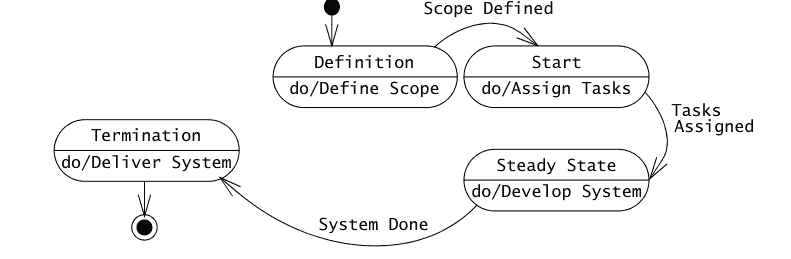 Scope Defined
Definition
do/Define Scope
Start
do/Assign Tasks
Tasks
Assigned
Termination
do/Deliver System
Steady State
do/Develop System
System Done